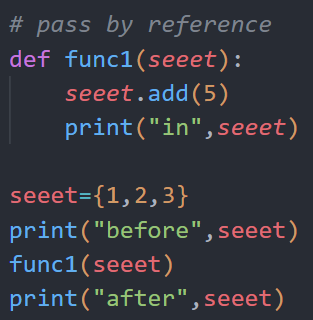 # pass by reference
def func1(seeet):
    seeet.add(5)
    print("in",seeet)

seeet={1,2,3}
print("before",seeet)
func1(seeet)
print("after",seeet)